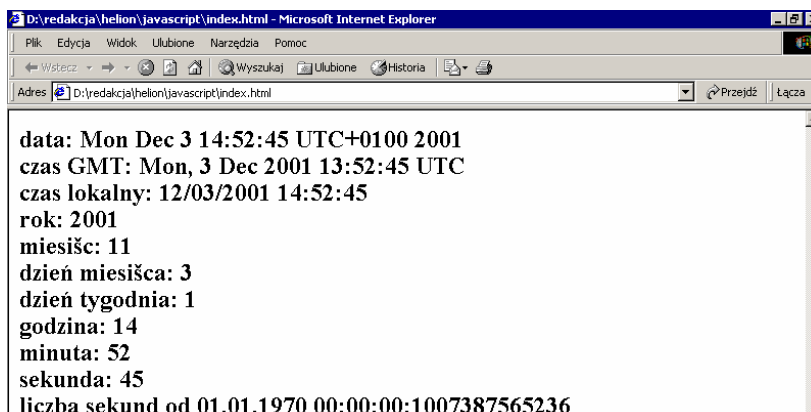 D:\redakcja\helion\javascript\index.html - Microsoft Internet Explorer
Plik Edycja Widok Ulubione Narzędzia Pomoc
Wstecz Wyszukaj Ulubione Historia
Adres D:\redakcja\helion\javascript\index.html Przejdź Łącza
data: Mon Dec 3 14:52:45 UTC+0100 2001
czas GMT: Mon, 3 Dec 2001 13:52:45 UTC
czas lokalny: 12/03/2001 14:52:45
rok: 2001
miesišc: 11
dzień miesišca: 3
dzień tygodnia: 1
godzina: 14
minuta: 52
sekunda: 45
liczba sekund od 01.01.1970 00:00:00:1007387565236